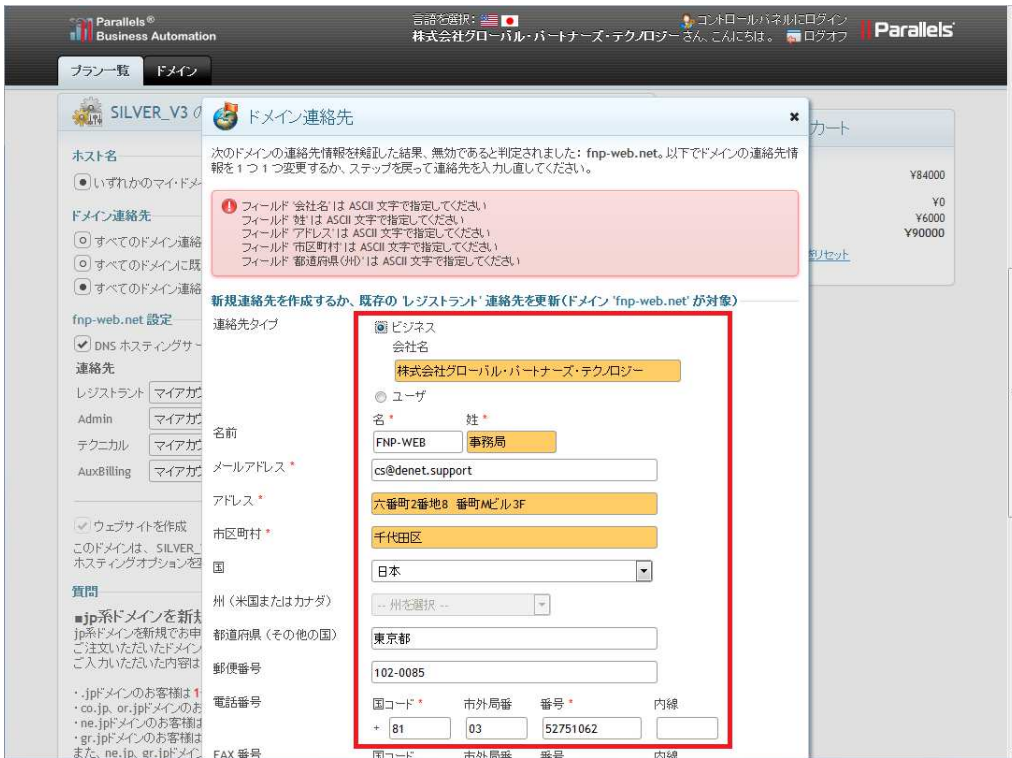 Parallels®
Business Automation
言語を選択:
コントロールパネルにログイン
株式会社グローバル・パートナーズ・テクノロジー さん、こんにちは。
ログオフ
Parallels
プラン一覧
ドメイン
SILVER_V3 の
ドメイン連絡先
カート
次のドメインの連絡先情報を検証した結果、無効であると判定されました: fnp-web.net。以下でドメインの連絡先情
報を1つ1つ変更するか、ステップを戻って連絡先を入力し直してください。
フィールド '会社名' は ASCII 文字で指定してください
フィールド '姓' は ASCII 文字で指定してください
フィールド 'アドレス' は ASCII 文字で指定してください
フィールド '市区町村' は ASCII 文字で指定してください
フィールド '都道府県(州)' は ASCII 文字で指定してください
新規連絡先を作成するか、既存の 'レジストラント' 連絡先を更新(ドメイン 'fnp-web.net' が対象)
連絡先タイプ
ビジネス
会社名
株式会社グローバル・パートナーズ・テクノロジー
ユーザ
名前
名 * 姓 *
FNP-WEB 事務局
メールアドレス *
cs@denet.support
アドレス *
六番町2番地8 番町Mビル3F
市区町村 *
千代田区
国
日本
州(米国またはカナダ)
-- 州を選択 --
都道府県(その他の国)
東京都
郵便番号
102-0085
電話番号
国コード * 市外局番 番号 * 内線
+ 81 03 52751062
FAX 番号
国コード 市外局番 番号 内線
ホスト名
いずれかのマイ・ドメ
ドメイン連絡先
すべてのドメイン連絡
すべてのドメインに既
すべてのドメイン連絡
fnp-web.net 設定
DNS ホスティングサー
連絡先
レジストラント マイアカウ
Admin マイアカウ
テクニカル マイアカウ
AuxBilling マイアカウ
ウェブサイトを作成
このドメインは、SILVER_
ホスティングオプションを
質問
■jp系ドメインを新規
jp系ドメインを新規でお申
ご注文いただいたドメイン
ご入力いただいた内容は
・.jpドメインのお客様は1
・co.jp、or.jpドメインのお
・ne.jpドメインのお客様は
・gr.jpドメインのお客様は
また、ne.jp、gr.jpドメイン
¥84000
¥0
¥6000
¥90000
リセット